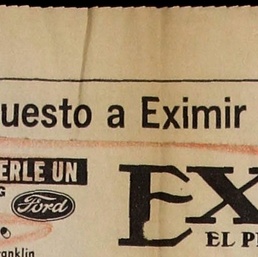 uesto a Eximir
ERLE UN
G
Ford
EX
EL P
anklin